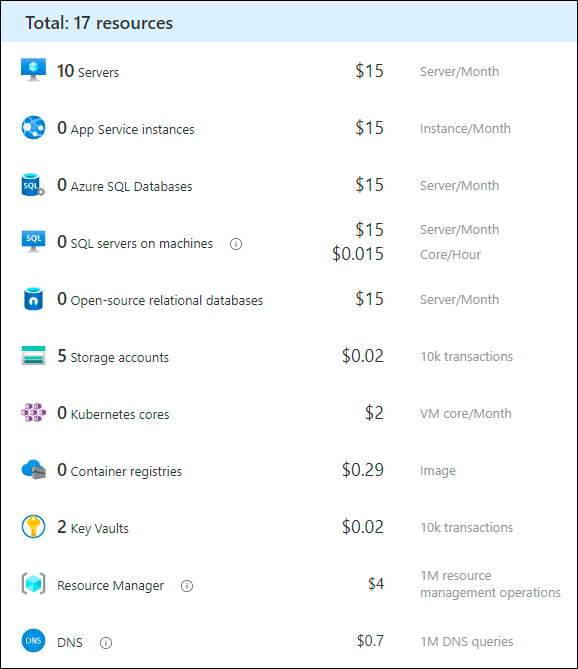 Total: 17 resources
10 Servers $15 Server/Month
0 App Service instances $15 Instance/Month
SQL 0 Azure SQL Databases $15 Server/Month
SQL 0 SQL servers on machines i $15 Server/Month
$0.015 Core/Hour
0 Open-source relational databases $15 Server/Month
5 Storage accounts $0.02 10k transactions
0 Kubernetes cores $2 VM core/Month
0 Container registries $0.29 Image
2 Key Vaults $0.02 10k transactions
Resource Manager i $4 1M resource
management operations
DNS DNS i $0.7 1M DNS queries